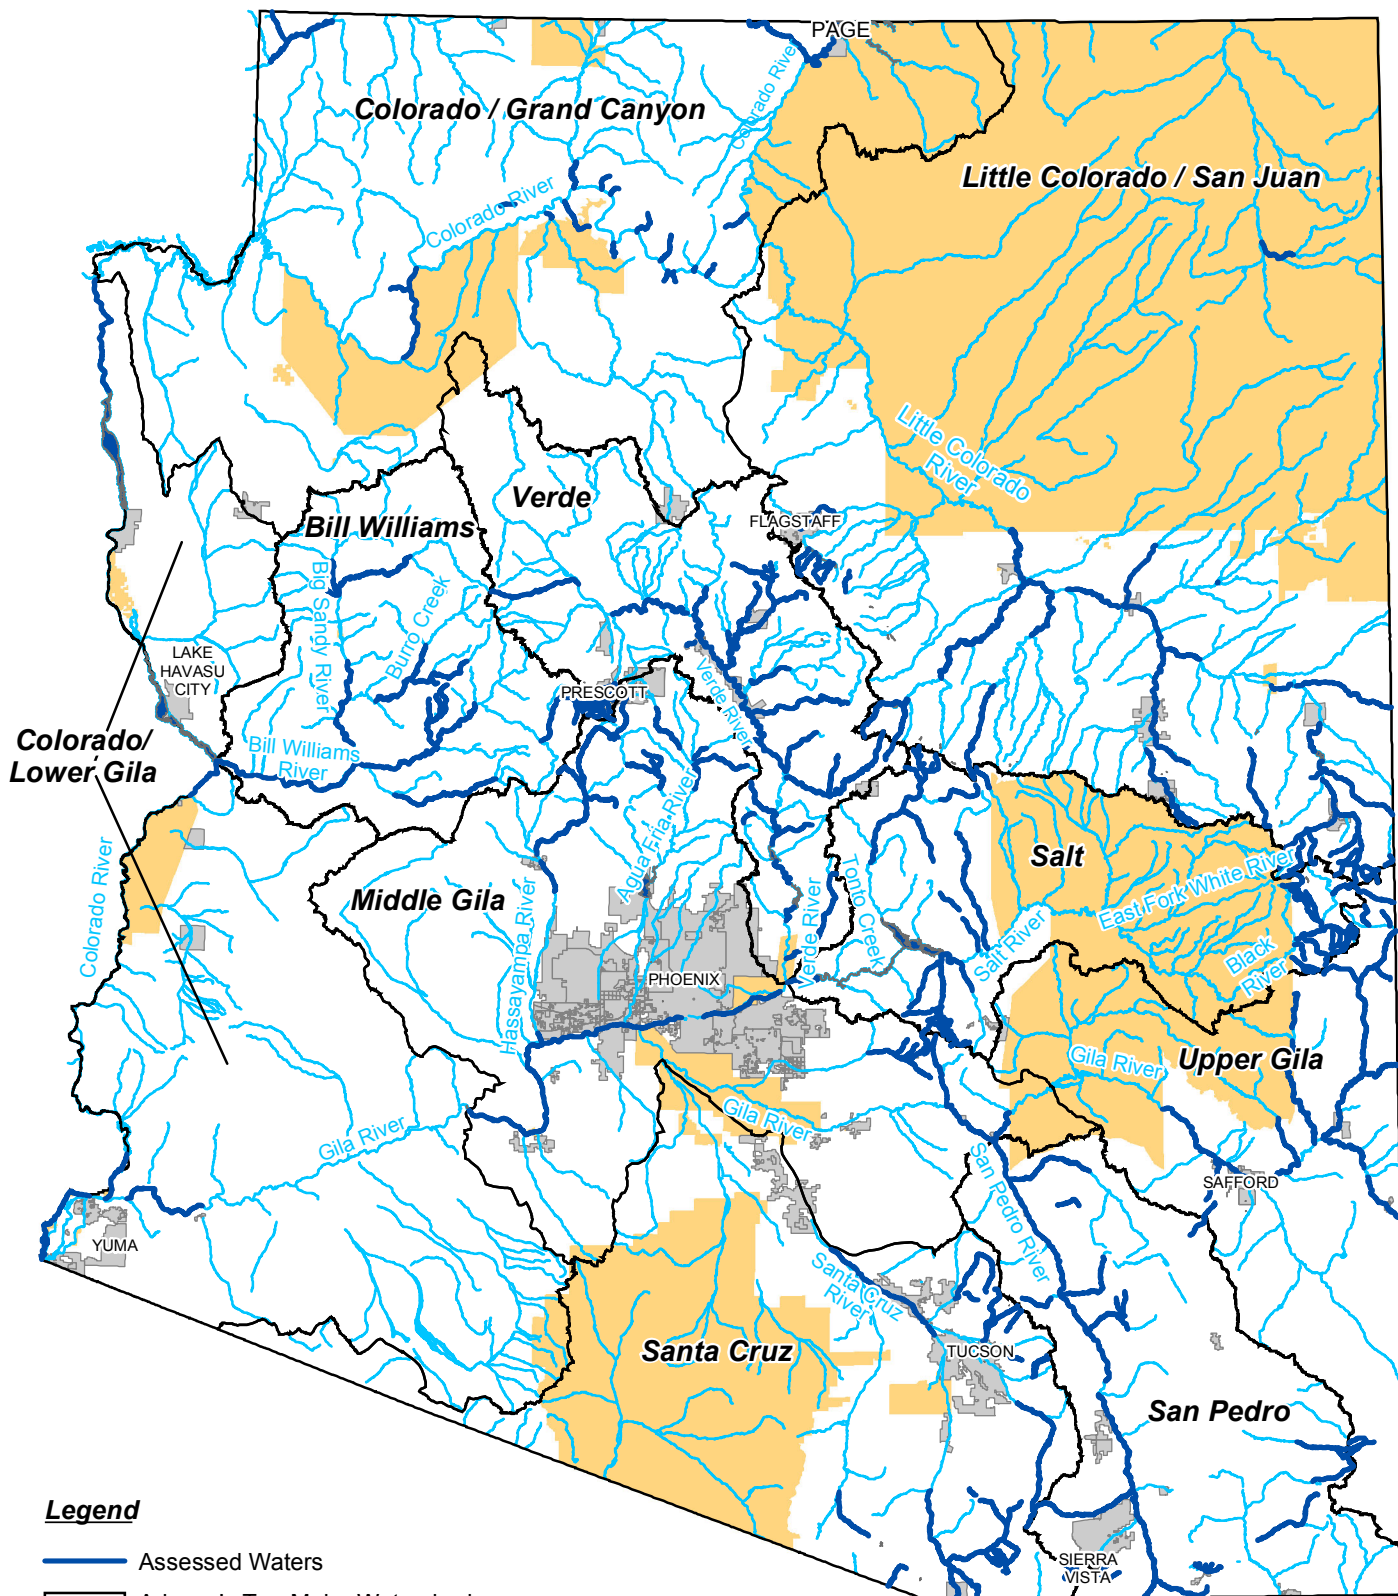 PAGE
Colorado / Grand Canyon
Colorado River
Little Colorado / San Juan
Colorado River
Little Colorado
River
Verde
Bill Williams
FLAGSTAFF
Big Sandy River
Burro Creek
LAKE
HAVASU
CITY
PRESCOTT
Verde River
Colorado/
Lower Gila
Bill Williams
River
Agua Fria River
Colorado River
Middle Gila
Hassayampa River
Verde River
Tonto Creek
Salt
East Fork White River
Salt River
Black
River
PHOENIX
Gila River
Upper Gila
Gila River
Gila River
San Pedro River
SAFFORD
YUMA
Santa Cruz
River
Santa Cruz
TUCSON
San Pedro
SIERRA
VISTA
Legend
Assessed Waters